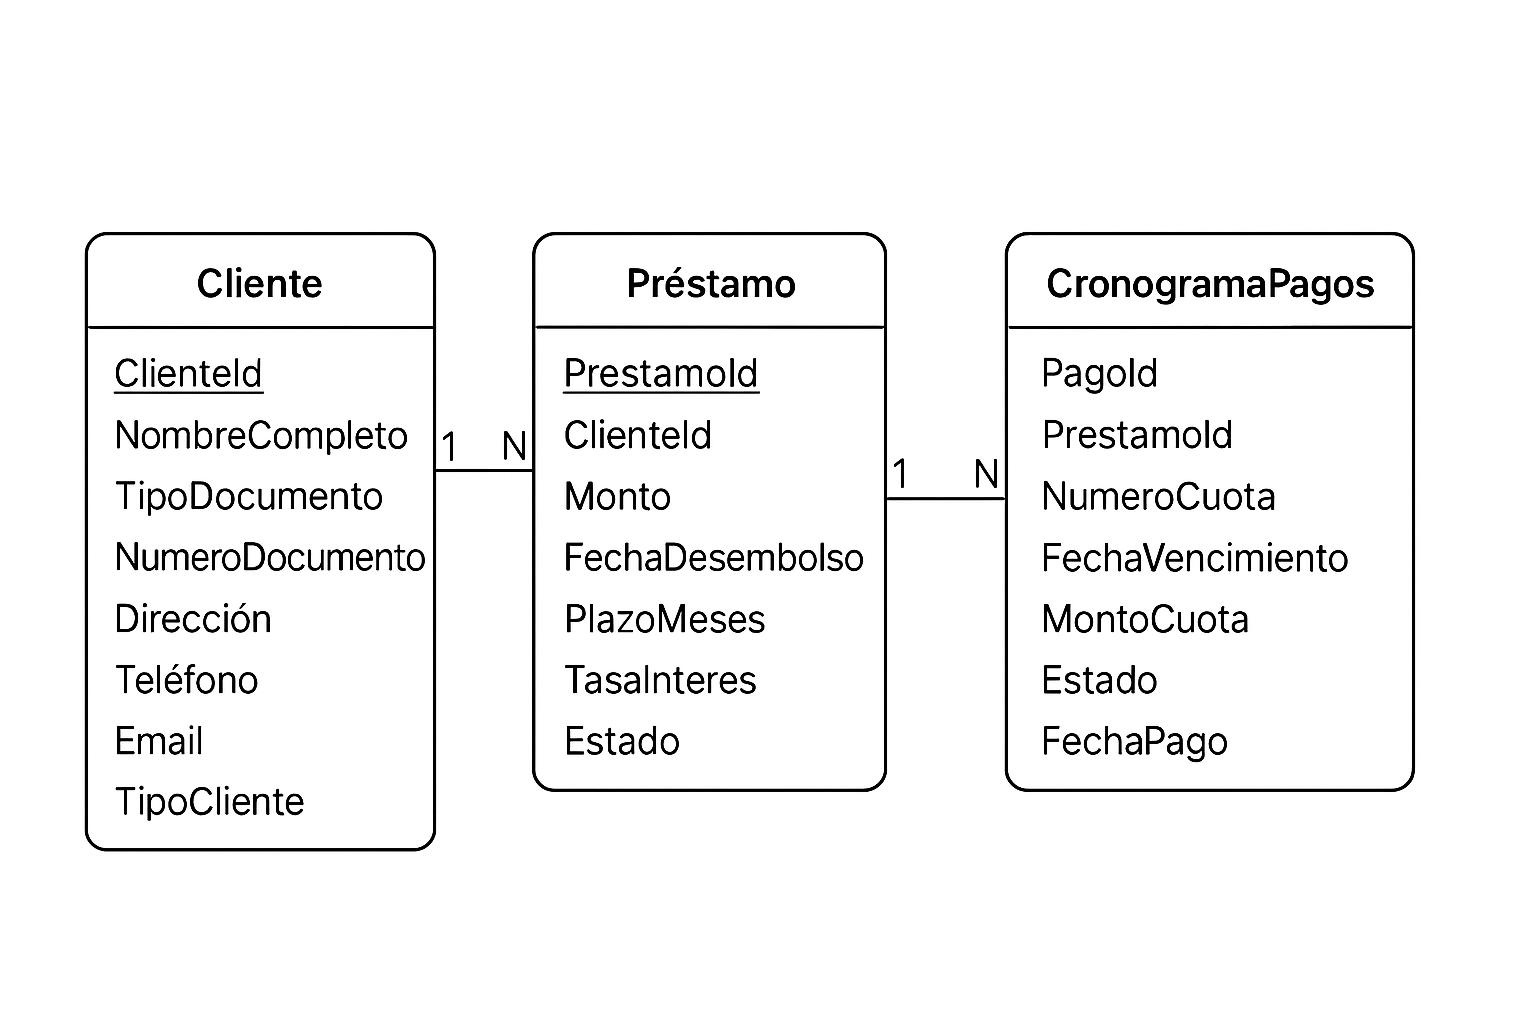 Cliente
ClienteId
NombreCompleto
TipoDocumento
NumeroDocumento
Dirección
Teléfono
Email
TipoCliente
1 N
Préstamo
PrestamoId
ClienteId
Monto
FechaDesembolso
PlazoMeses
TasaInteres
Estado
1 N
CronogramaPagos
PagoId
PrestamoId
NumeroCuota
FechaVencimiento
MontoCuota
Estado
FechaPago